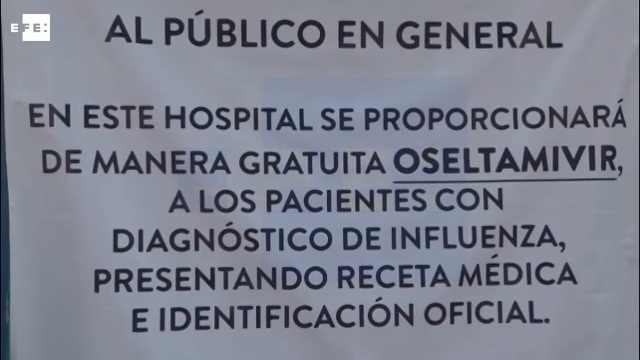 EFE:
AL PÚBLICO EN GENERAL
EN ESTE HOSPITAL SE PROPORCIONARÁ
DE MANERA GRATUITA OSELTAMIVIR,
A LOS PACIENTES CON
DIAGNÓSTICO DE INFLUENZA,
PRESENTANDO RECETA MÉDICA
E IDENTIFICACIÓN OFICIAL.